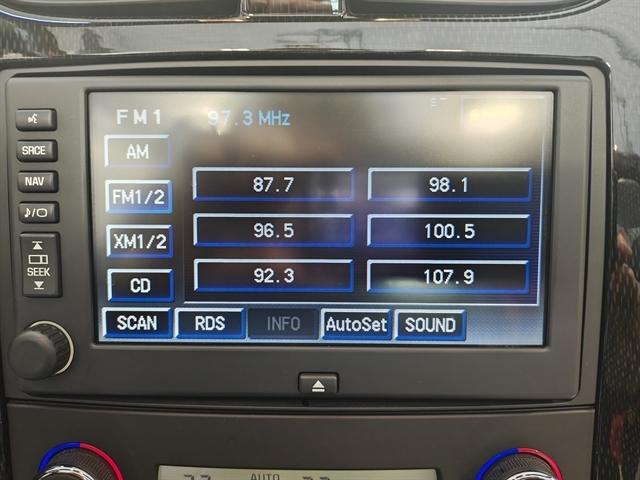 FM1 97.3 MHz ST
AM
87.7 98.1
SRCE
FM1/2
NAV
96.5 100.5
XM1/2
SEEK
92.3 107.9
CD
SCAN RDS INFO AutoSet SOUND
AUTO